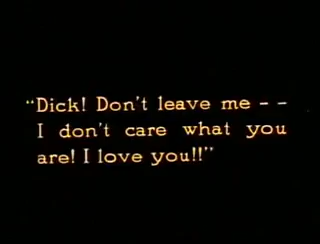 "Dick! Don't leave me - -
I don't care what you
are! I love you!!"